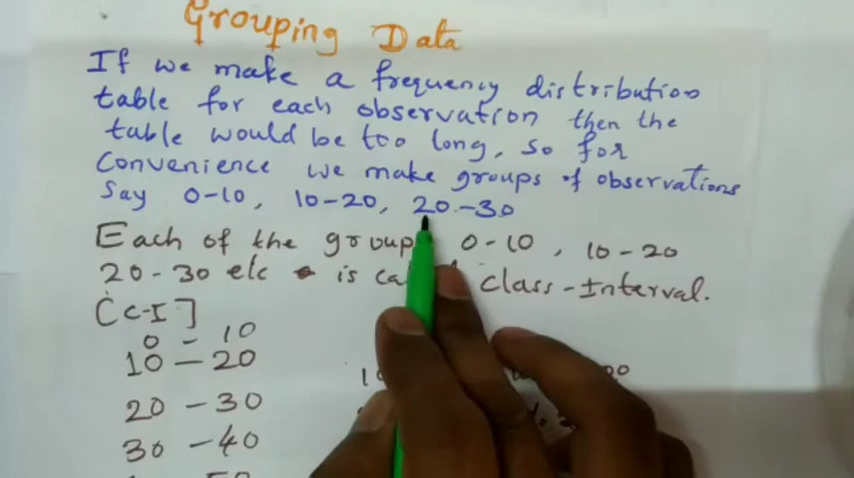 Grouping Data
If we make a frequency distribution
table for each observation then the
table would be too long, so for
Convenience we make groups of observations
Say 0-10, 10-20, 20-30
Each of the group 0-10, 10-20
20-30 etc is class-Interval.
[C-I]
0 - 10
10 - 20
20 - 30
30 - 40